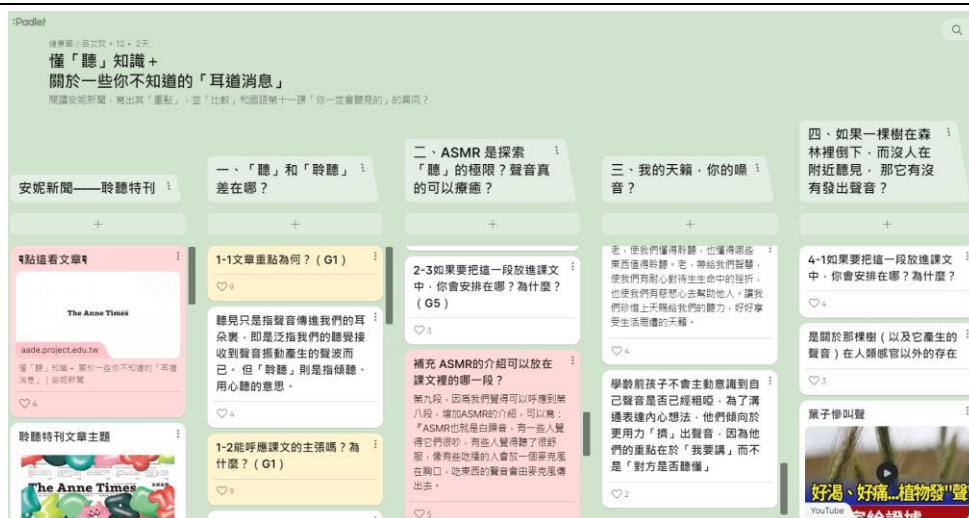 :Padlet
懂「聽」知識 +
關於一些你不知道的「耳道消息」
閱讀安妮新聞，寫出其「重點」，並「比較」和國語第十一課「你一定會聽見的」的異同？
安妮新聞——聆聽特刊
¶點這看文章¶
The Anne Times
aade.project.edu.tw
懂「聽」知識 + 關於一些你不知道的「耳道
消息」 | 安妮新聞
4
聆聽特刊文章主題
The Anne Times
一、「聽」和「聆聽」
差在哪？
1-1文章重點為何？（G1）
9
聽見只是指聲音傳進我們的耳
朵裏，即是泛指我們的聽覺接
收到聲音振動產生的聲波而
已。但「聆聽」則是指傾聽、
用心聽的意思。
4
1-2能呼應課文的主張嗎？為
什麼？（G1）
9
二、ASMR 是探索
「聽」的極限？聲音真
的可以療癒？
2-3如果要把這一段放進課文
中，你會安排在哪？為什麼？
（G5）
3
補充 ASMR的介紹可以放在
課文裡的哪一段？
第九段，因為我們覺得可以呼應到第
八段，增加ASMR的介紹，可以寫：
『ASMR也就是白躁音，有一些人覺
得它們很吵，有些人覺得聽了很舒
服，像有些吃播的人會放一個麥克風
在胸口，吃東西的聲音會由麥克風傳
出去。
5
三、我的天籟，你的噪
音？
老，使我們懂得聆聽，也懂得哪些
東西值得聆聽。老，帶給我們智慧，
使我們有耐心對待生生命中的挫折，
也使我們有慈悲心去幫助他人。讓我
們珍惜上天賜給我們的聽力，好好享
受生活周遭的天籟。
4
學齡前孩子不會主動意識到自
己聲音是否已經粗啞，為了溝
通表達內心想法，他們傾向於
更用力「擠」出聲音，因為他
們的重點在於「我要講」而不
是「對方是否聽懂」
2
四、如果一棵樹在森
林裡倒下，而沒人在
附近聽見， 那它有沒
有發出聲音？
4-1如果要把這一段放進課文
中，你會安排在哪？為什麼？
4
是關於那棵樹（以及它產生的
聲音）在人類感官以外的存在
3
葉子慘叫聲
好渴、好痛...植物發"聲
YouTube